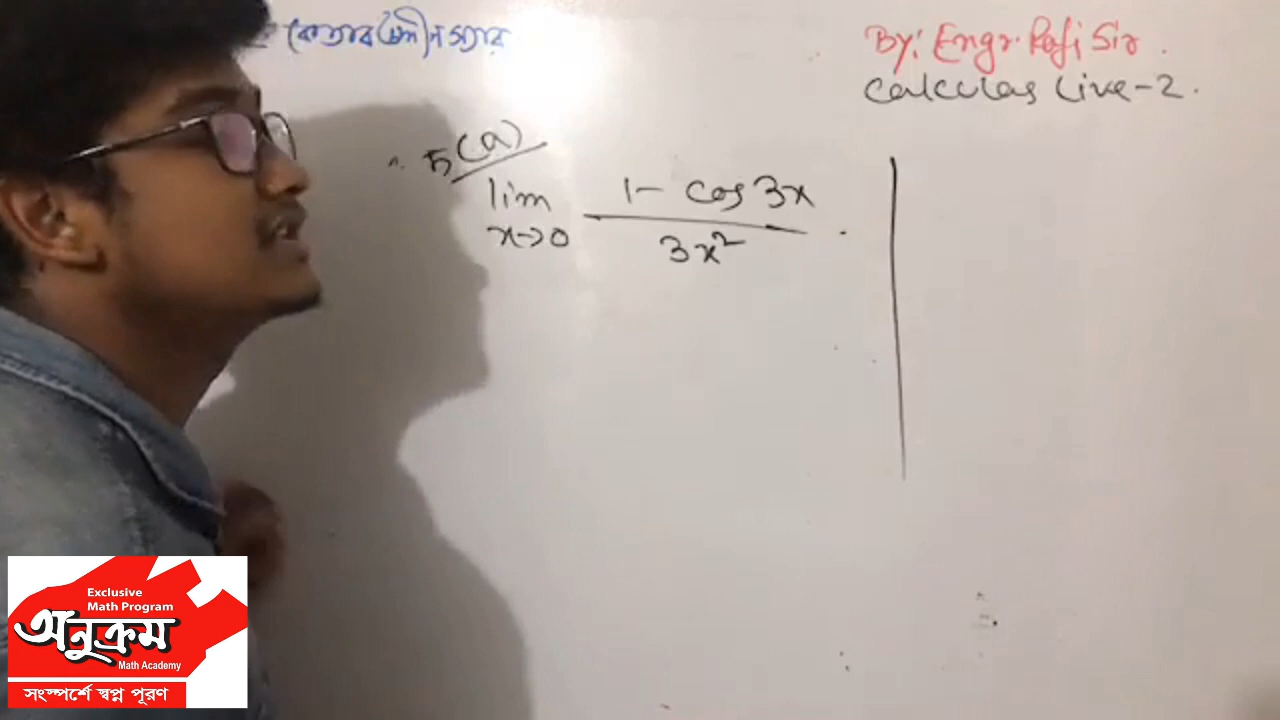 স্যার
By: Engr. Rafi Sir.
Calculas Live-2.
5(a)
lim x→0 (1 - cos 3x) / 3x²
Exclusive
Math Program
অনুক্রম
Math Academy
সংস্পর্শে স্বপ্ন পূরণ